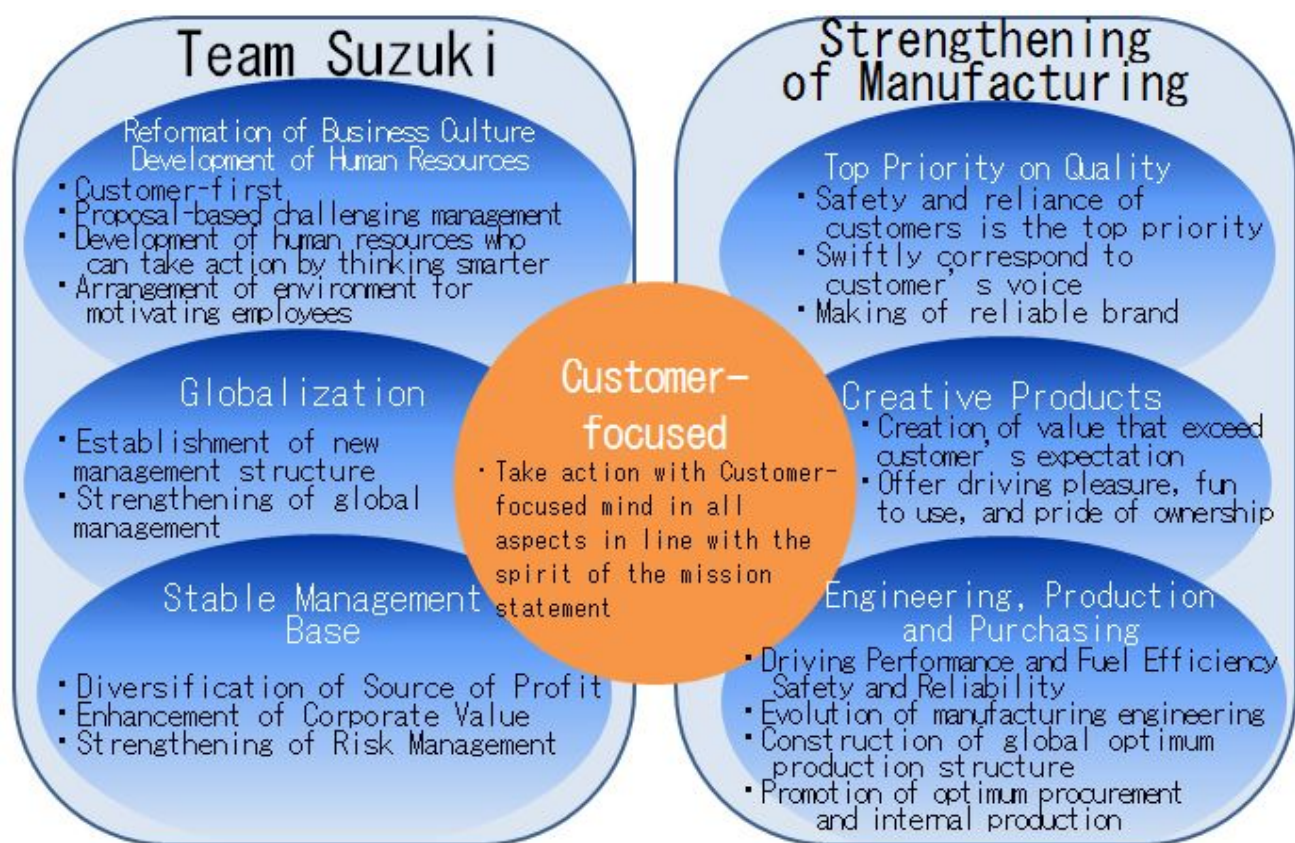 Team Suzuki
Reformation of Business Culture
Development of Human Resources
・Customer-first
・Proposal-based challenging management
・Development of human resources who
can take action by thinking smarter
・Arrangement of environment for
motivating employees
Globalization
・Establishment of new
management structure
・Strengthening of global
management
Stable Management
Base
・Diversification of Source of Profit
・Enhancement of Corporate Value
・Strengthening of Risk Management
Customer-
focused
・Take action with Customer-
focused mind in all
aspects in line with the
spirit of the mission
statement
Strengthening
of Manufacturing
Top Priority on Quality
・Safety and reliance of
customers is the top priority
・Swiftly correspond to
customer’s voice
・Making of reliable brand
Creative Products
・Creation of value that exceed
customer’s expectation
・Offer driving pleasure, fun
to use, and pride of ownership
Engineering, Production
and Purchasing
・Driving Performance and Fuel Efficiency
Safety and Reliability
・Evolution of manufacturing engineering
・Construction of global optimum
production structure
・Promotion of optimum procurement
and internal production